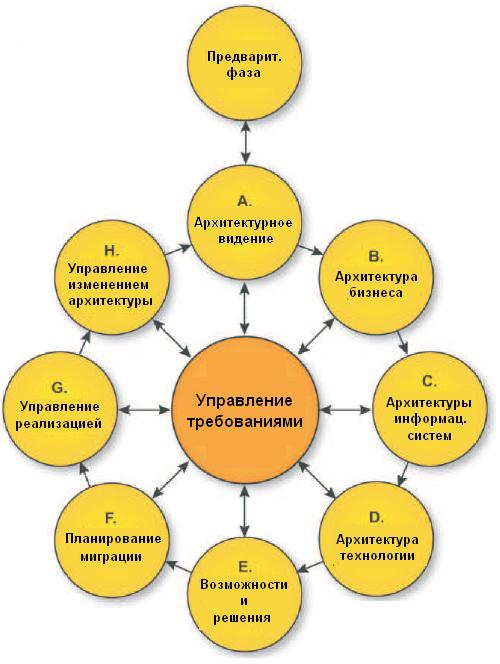 Предварит.
фаза
A.
Архитектурное
видение
B.
Архитектура
бизнеса
C.
Архитектуры
информац.
систем
D.
Архитектура
технологии
E.
Возможности
и
решения
F.
Планирование
миграции
G.
Управление
реализацией
H.
Управление
изменением
архитектуры
Управление
требованиями